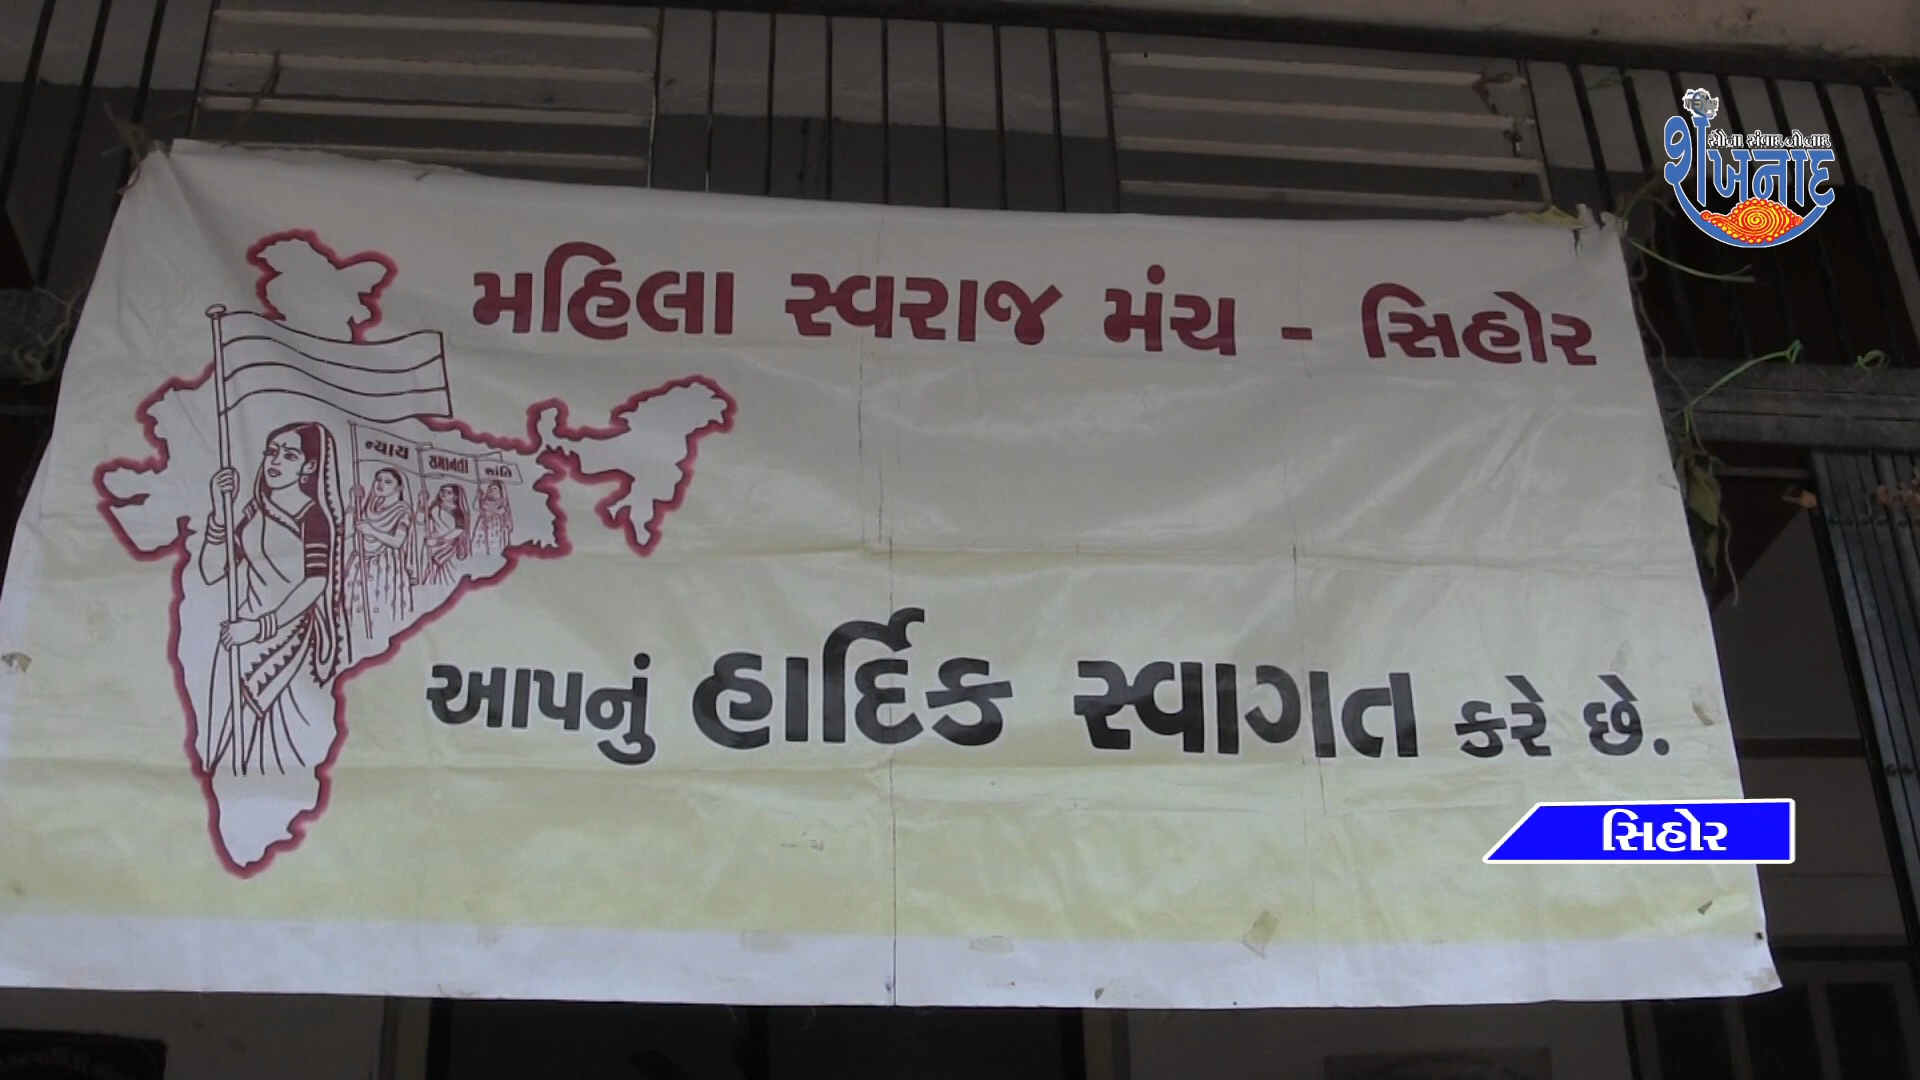 સૌના સંવાદ નો નાદ
શંખનાદ
મહિલા સ્વરાજ મંચ - સિહોર
ન્યાય
સમાનતા
શાંતિ
આપનું હાર્દિક સ્વાગત કરે છે.
સિહોર